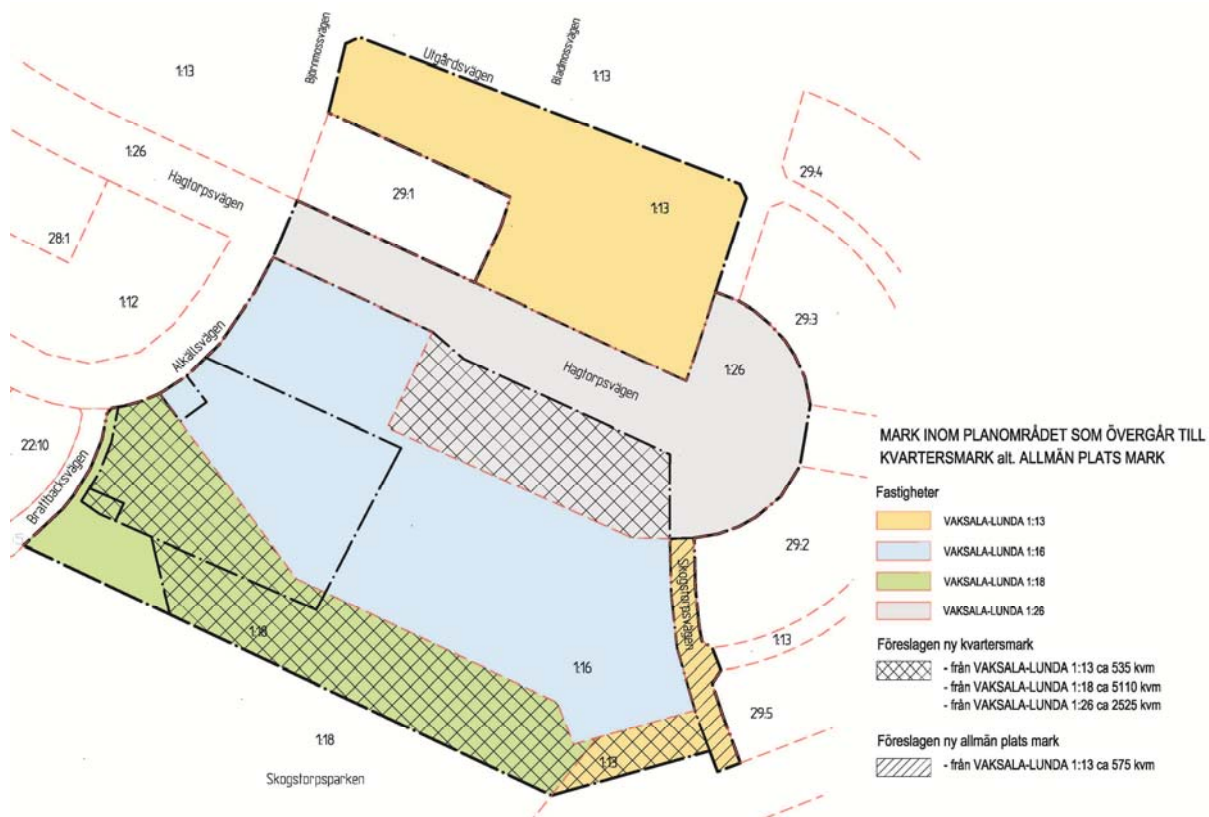 Björnmossvägen
Utgårdsvägen
Bladmossvägen
1:13
1:13
1:26
Hagtorpsvägen
29:1
1:13
29:4
28:1
1:12
Alkällsvägen
29:3
Hagtorpsvägen
1:26
22:10
Brattbacksvägen
MARK INOM PLANOMRÅDET SOM ÖVERGÅR TILL
KVARTERSMARK alt. ALLMÄN PLATS MARK
Fastigheter
VAKSALA-LUNDA 1:13
VAKSALA-LUNDA 1:16
VAKSALA-LUNDA 1:18
VAKSALA-LUNDA 1:26
Föreslagen ny kvartersmark
- från VAKSALA-LUNDA 1:13 ca 535 kvm
- från VAKSALA-LUNDA 1:18 ca 5110 kvm
- från VAKSALA-LUNDA 1:26 ca 2525 kvm
Föreslagen ny allmän plats mark
- från VAKSALA-LUNDA 1:13 ca 575 kvm
S
29:2
Skogstorpsvägen
1:18
1:16
1:13
29:5
1:18
1:13
Skogstorpsparken